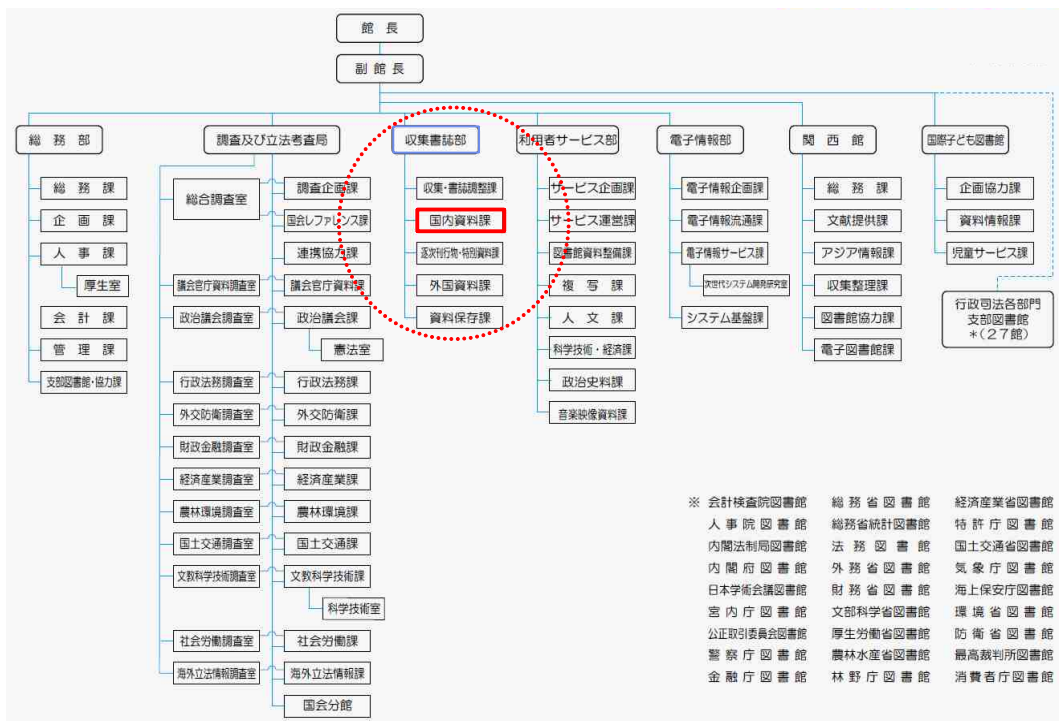 館 長
副 館 長
総 務 部
総 務 課
企 画 課
人 事 課
厚生室
会 計 課
管 理 課
支部図書館・協力課
調査及び立法考査局
総合調査室
調査企画課
国会レファレンス課
連携協力課
議会官庁資料調査室
議会官庁資料課
政治議会調査室
政治議会課
憲法室
行政法務調査室
行政法務課
外交防衛調査室
外交防衛課
財政金融調査室
財政金融課
経済産業調査室
経済産業課
農林環境調査室
農林環境課
国土交通調査室
国土交通課
文教科学技術調査室
文教科学技術課
科学技術室
社会労働調査室
社会労働課
海外立法情報調査室
海外立法情報課
国会分館
収集書誌部
収集・書誌調整課
国内資料課
逐次刊行物・特別資料課
外国資料課
資料保存課
利用者サービス部
サービス企画課
サービス運営課
図書館資料整備課
複 写 課
人 文 課
科学技術・経済課
政治史料課
音楽映像資料課
電子情報部
電子情報企画課
電子情報流通課
電子情報サービス課
次世代システム開発研究室
システム基盤課
関 西 館
総 務 課
文献提供課
アジア情報課
収集整理課
図書館協力課
電子図書館課
国際子ども図書館
企画協力課
資料情報課
児童サービス課
行政司法各部門
支部図書館
*(27館)
※ 会計検査院図書館 総 務 省 図 書 館 経済産業省図書館
人 事 院 図 書 館 総務省統計図書館 特 許 庁 図 書 館
内閣法制局図書館 法 務 図 書 館 国土交通省図書館
内 閣 府 図 書 館 外 務 省 図 書 館 気 象 庁 図 書 館
日本学術会議図書館 財 務 省 図 書 館 海上保安庁図書館
宮 内 庁 図 書 館 文部科学省図書館 環 境 省 図 書 館
公正取引委員会図書館 厚生労働省図書館 防 衛 省 図 書 館
警 察 庁 図 書 館 農林水産省図書館 最高裁判所図書館
金 融 庁 図 書 館 林 野 庁 図 書 館 消費者庁図書館